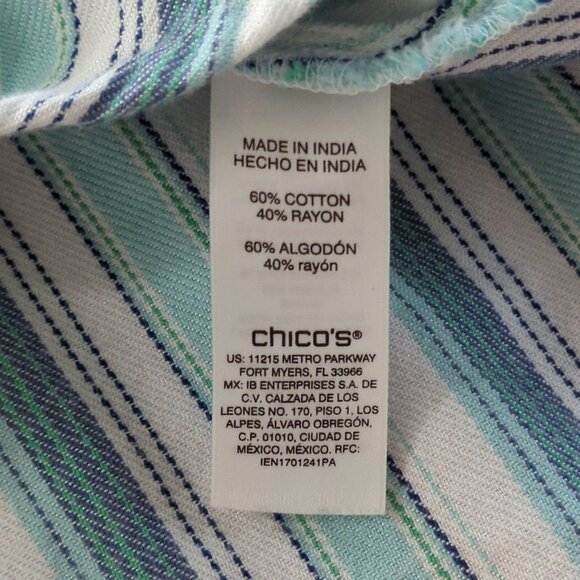 MADE IN INDIA
HECHO EN INDIA
60% COTTON
40% RAYON
60% ALGODÓN
40% rayón
chico's®
US: 11215 METRO PARKWAY
FORT MYERS, FL 33966
MX: IB ENTERPRISES S.A. DE
C.V. CALZADA DE LOS
LEONES NO. 170, PISO 1, LOS
ALPES, ÁLVARO OBREGÓN,
C.P. 01010, CIUDAD DE
MÉXICO, MÉXICO. RFC:
IEN1701241PA